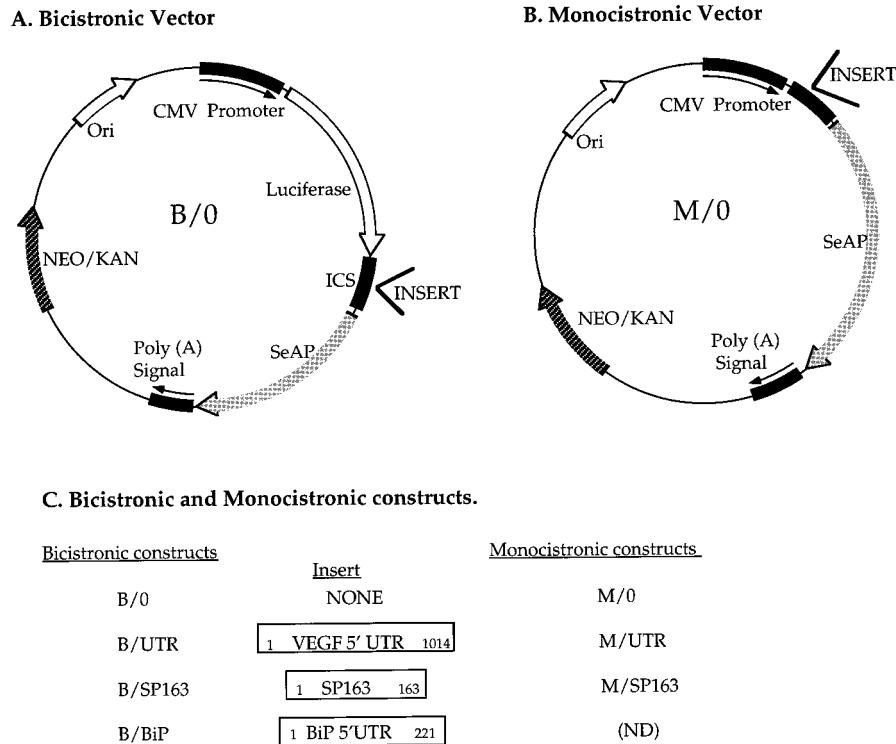 A. Bicistronic Vector
B. Monocistronic Vector
CMV Promoter
Ori
Luciferase
B/0
NEO/KAN
ICS
INSERT
SeAP
Poly (A)
Signal
INSERT
CMV Promoter
Ori
M/0
SeAP
NEO/KAN
Poly (A)
Signal
C. Bicistronic and Monocistronic constructs.
Bicistronic constructs
Insert
Monocistronic constructs
B/0
NONE
M/0
B/UTR
1 VEGF 5' UTR 1014
M/UTR
B/SP163
1 SP163 163
M/SP163
B/BiP
1 BiP 5'UTR 221
(ND)